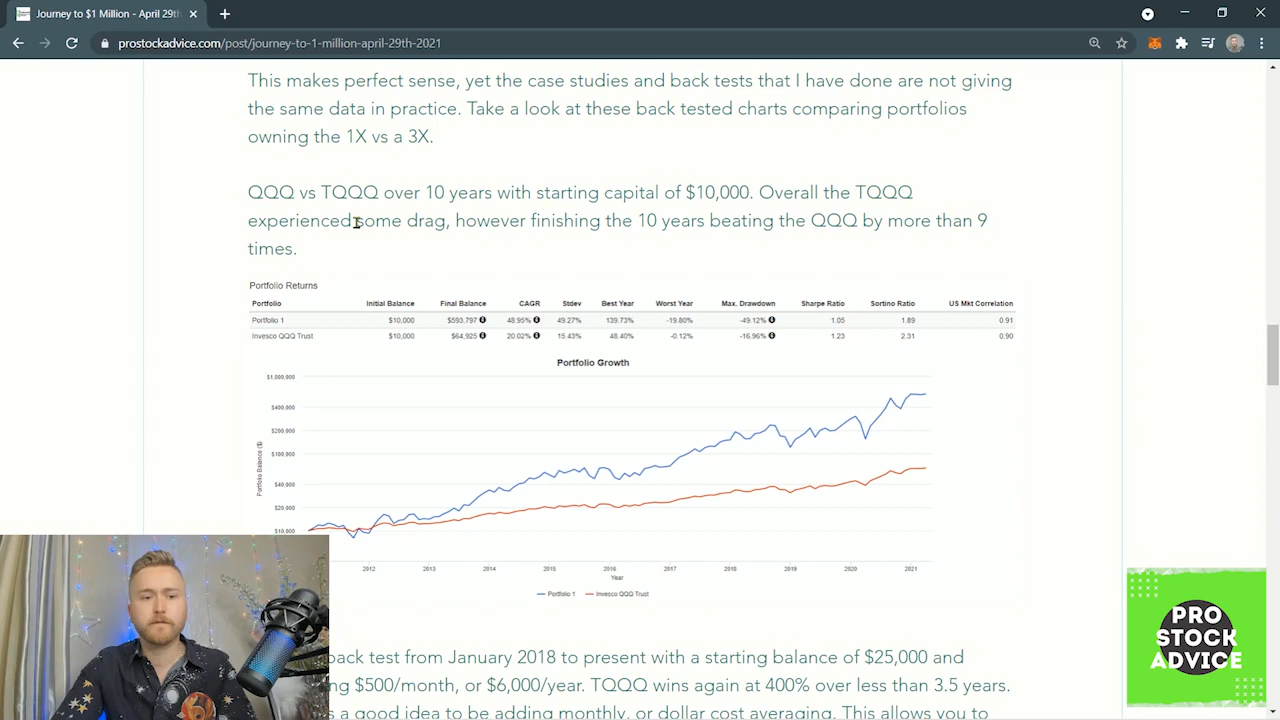 Journey to $1 Million - April 29th
prostockadvice.com/post/journey-to-1-million-april-29th-2021
This makes perfect sense, yet the case studies and back tests that I have done are not giving
the same data in practice. Take a look at these back tested charts comparing portfolios
owning the 1X vs a 3X.
QQQ vs TQQQ over 10 years with starting capital of $10,000. Overall the TQQQ
experienced some drag, however finishing the 10 years beating the QQQ by more than 9
times.
Portfolio Returns
Portfolio Initial Balance Final Balance CAGR Stdev Best Year Worst Year Max. Drawdown Sharpe Ratio Sortino Ratio US Mkt Correlation
Portfolio 1 $10,000 $593,797 48.95% 49.27% 139.73% -19.80% -49.12% 1.05 1.89 0.91
Invesco QQQ Trust $10,000 $64,925 20.02% 15.43% 48.40% -0.12% -16.96% 1.23 2.31 0.90
Portfolio Growth
$1,000,000
$400,000
$200,000
$100,000
$40,000
$20,000
$10,000
Portfolio Balance ($)
2012 2013 2014 2015 2016 2017 2018 2019 2020 2021
Year
Portfolio 1 Invesco QQQ Trust
back test from January 2018 to present with a starting balance of $25,000 and
ng $500/month, or $6,000/year. TQQQ wins again at 400% over less than 3.5 years.
s a good idea to be adding monthly, or dollar cost averaging. This allows you to
PRO
STOCK
ADVICE